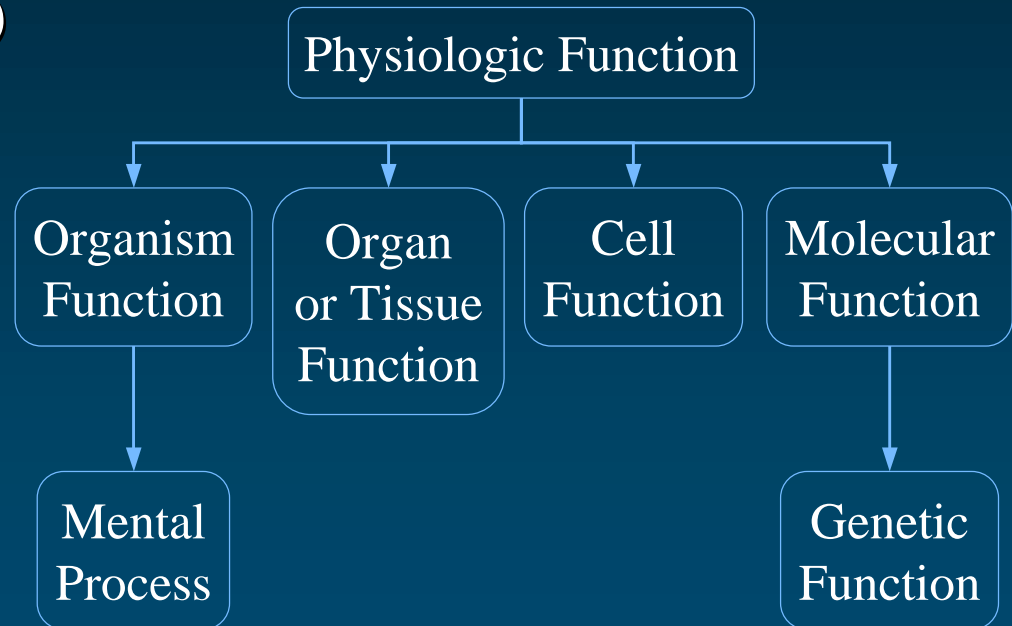 Physiologic Function
Organism
Function
Organ
or Tissue
Function
Cell
Function
Molecular
Function
Mental
Process
Genetic
Function